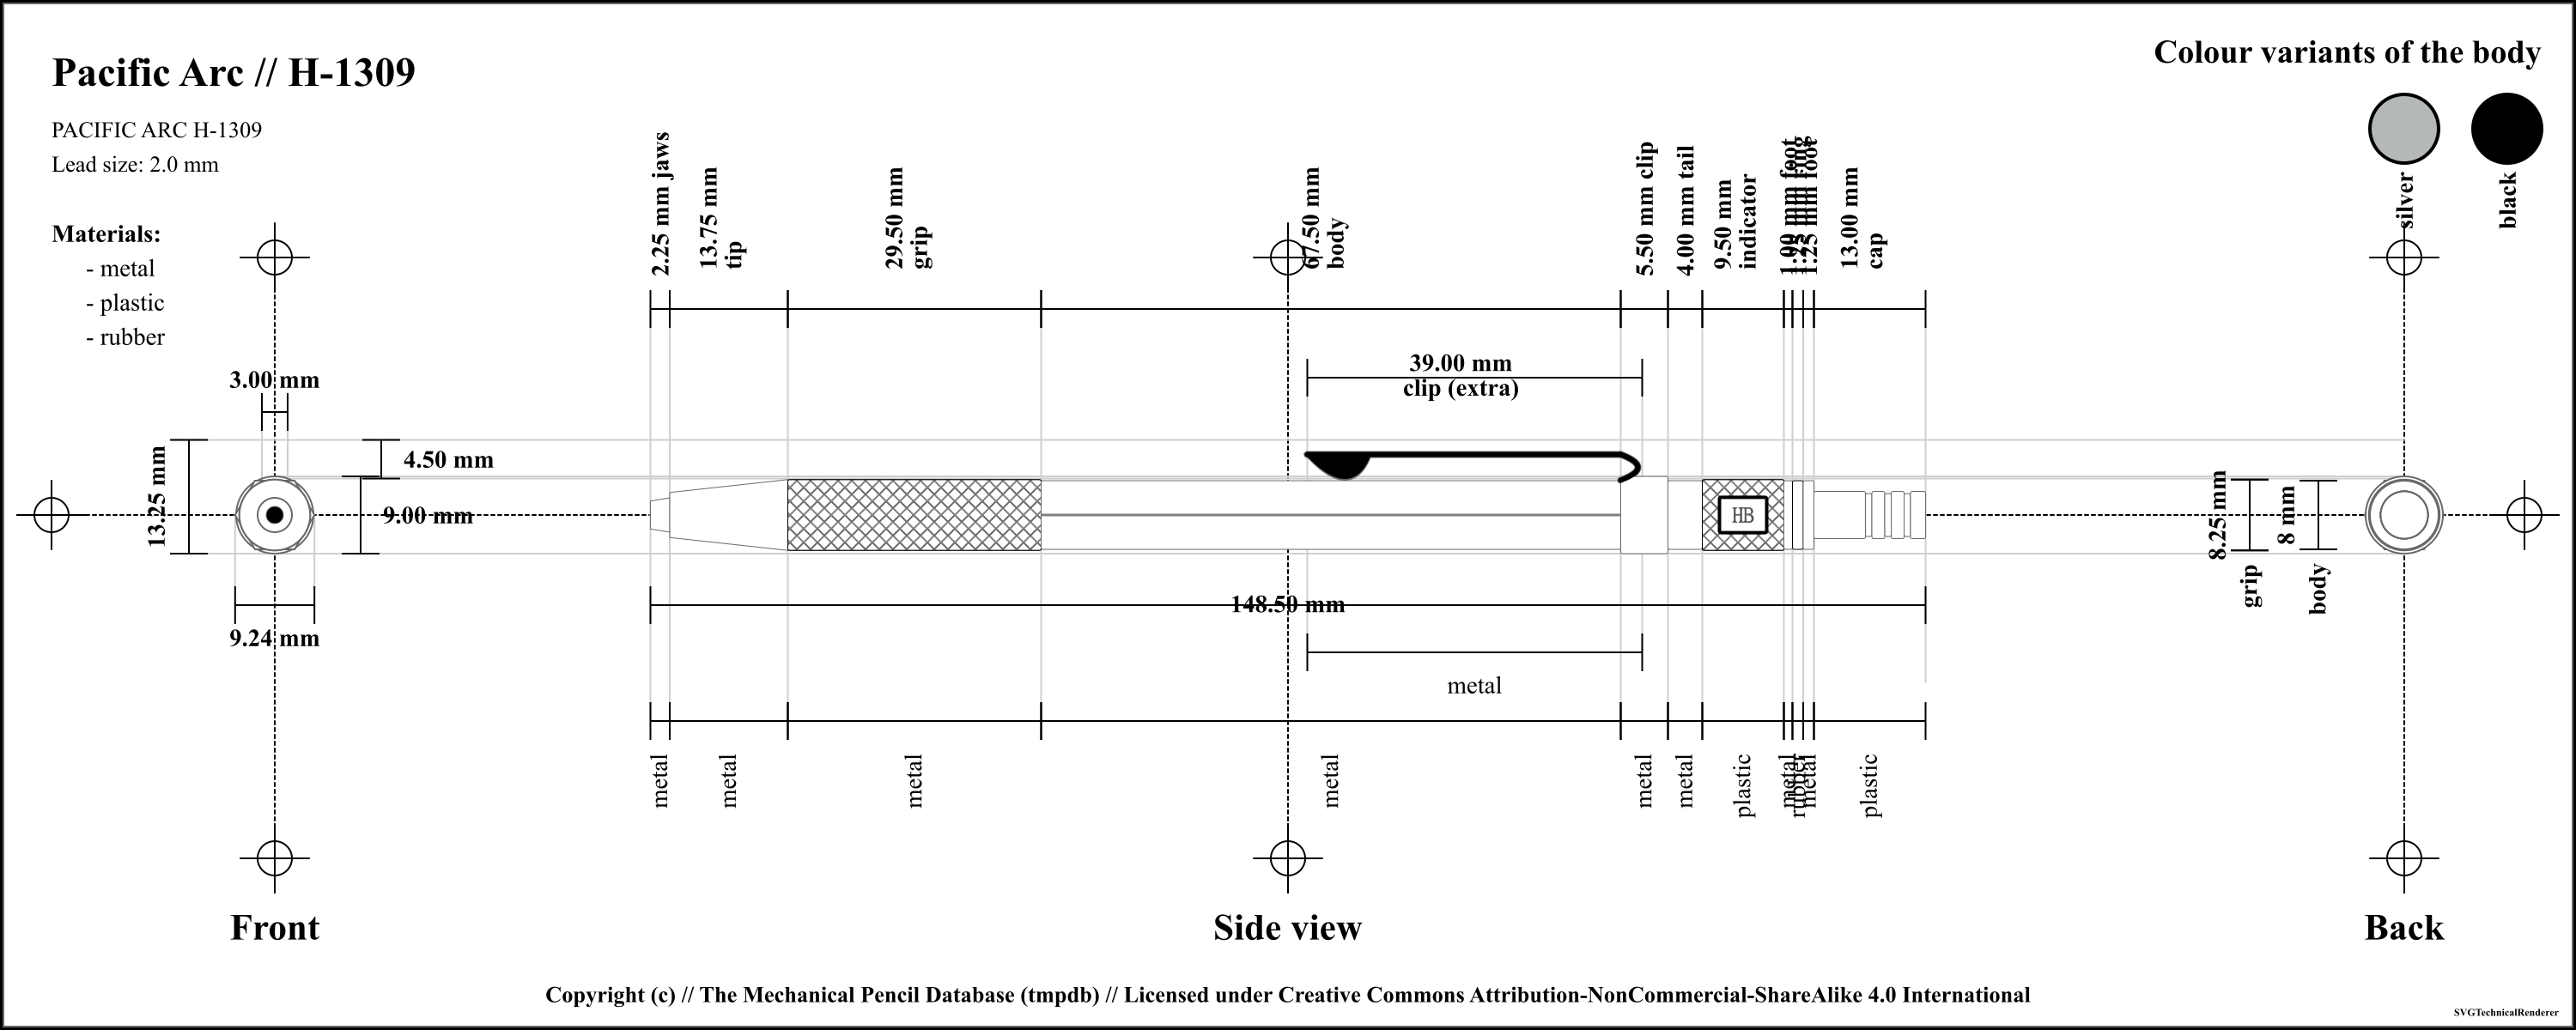 Pacific Arc // H-1309
PACIFIC ARC H-1309
Lead size: 2.0 mm
Materials:
- metal
- plastic
- rubber
Colour variants of the body
silver
black
2.25 mm jaws
13.75 mm
tip
29.50 mm
grip
67.50 mm
body
5.50 mm clip
4.00 mm tail
9.50 mm
indicator
1.00 mm foot
1.25 mm ring
1.25 mm foot
13.00 mm
cap
39.00 mm
clip (extra)
3.00 mm
13.25 mm
4.50 mm
9.00 mm
9.24 mm
HB
148.50 mm
8.25 mm
grip
8 mm
body
metal
metal
metal
metal
metal
metal
metal
plastic
metal
rubber
metal
plastic
Front
Side view
Back
Copyright (c) // The Mechanical Pencil Database (tmpdb) // Licensed under Creative Commons Attribution-NonCommercial-ShareAlike 4.0 International
SVGTechnicalRenderer